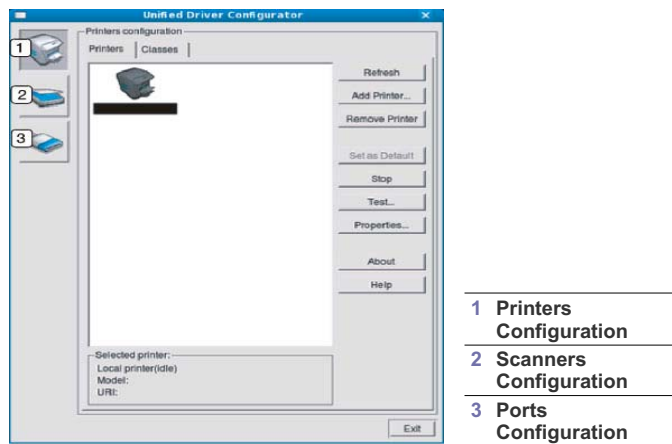 Unified Driver Configurator
Printers configuration
Printers
Classes
1
2
3
Refresh
Add Printer...
Remove Printer
Set as Default
Stop
Test...
Properties...
About
Help
Selected printer:
Local printer(idle)
Model:
URI:
Exit
1 Printers
Configuration
2 Scanners
Configuration
3 Ports
Configuration